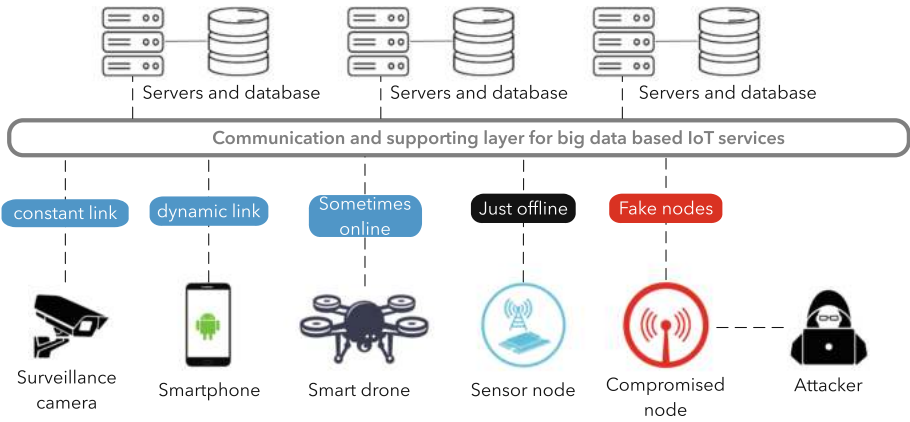 Servers and database
Servers and database
Servers and database
Communication and supporting layer for big data based IoT services
constant link
dynamic link
Sometimes
online
Just offline
Fake nodes
Surveillance
camera
Smartphone
Smart drone
Sensor node
Compromised
node
Attacker